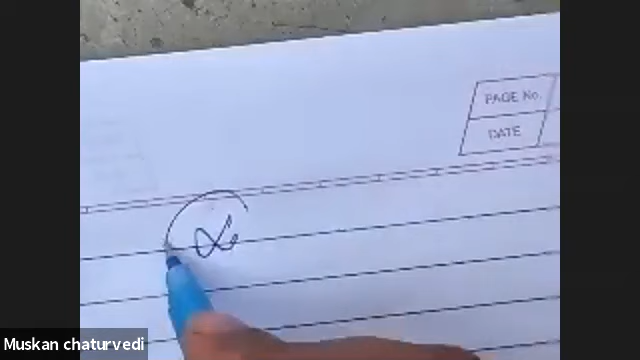 PAGE No.
DATE
α
Muskan chaturvedi